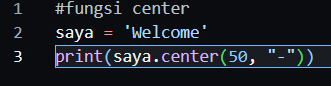 1 #fungsi center
2 saya = 'Welcome'
3 print(saya.center(50, "-"))